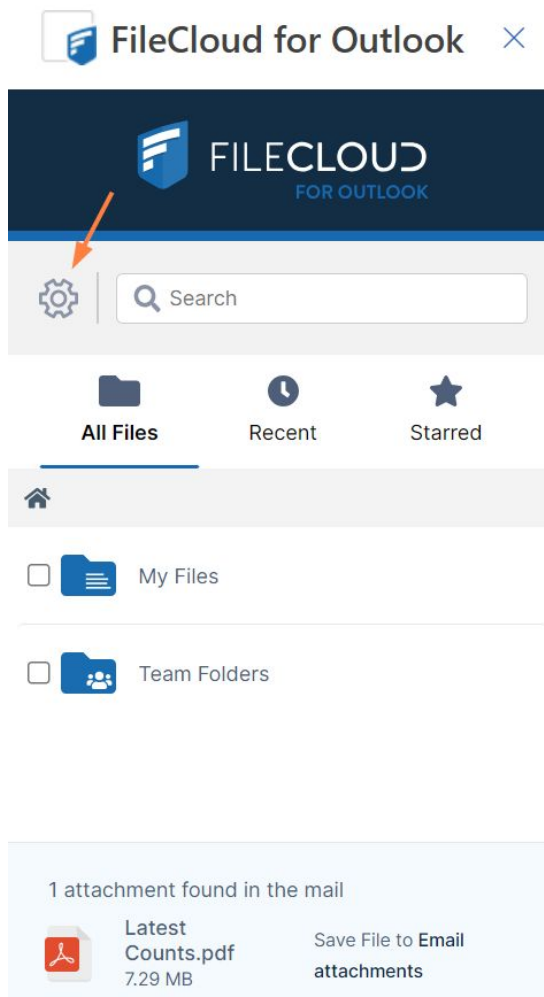 FileCloud for Outlook
FILECLOUD
FOR OUTLOOK
Search
All Files
Recent
Starred
My Files
Team Folders
1 attachment found in the mail
Latest
Counts.pdf
7.29 MB
Save File to Email
attachments